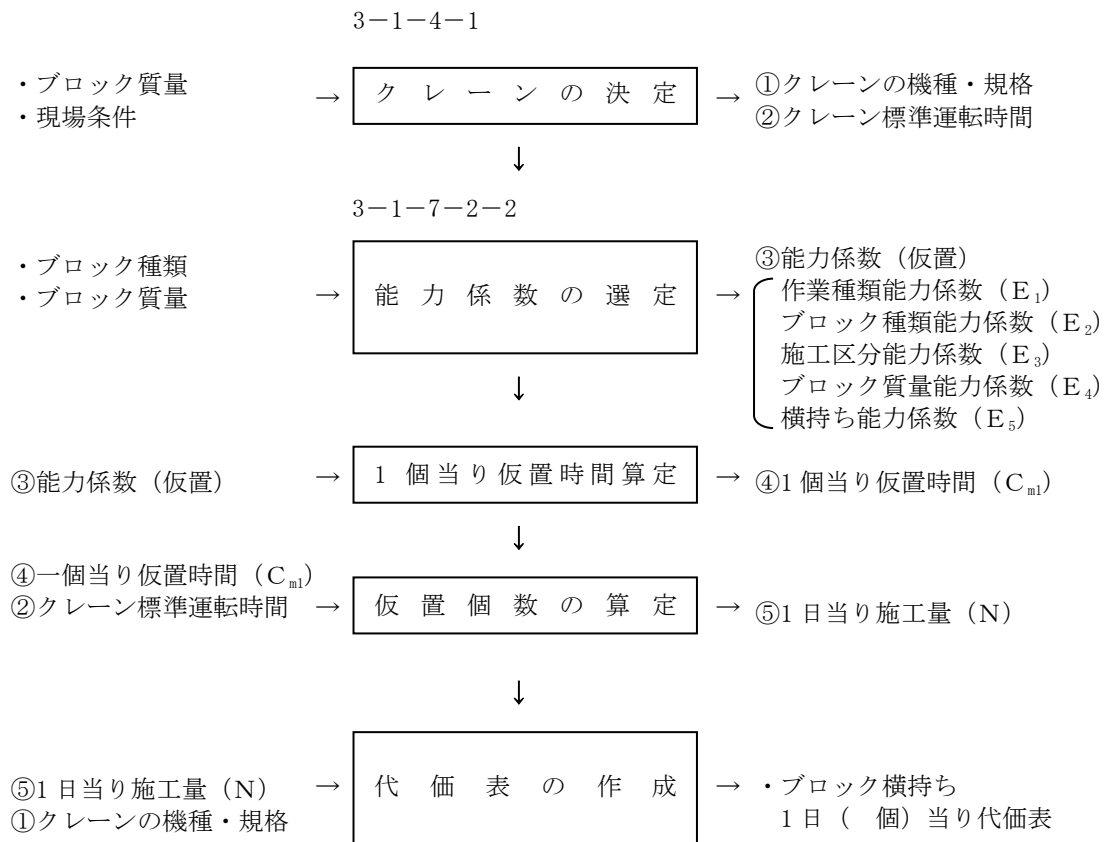 3-1-4-1
・ブロック質量
・現場条件
→
クレーンの決定
→
①クレーンの機種・規格
②クレーン標準運転時間
↓
3-1-7-2-2
・ブロック種類
・ブロック質量
→
能力係数の選定
→
③能力係数（仮置）
作業種類能力係数（E₁）
ブロック種類能力係数（E₂）
施工区分能力係数（E₃）
ブロック質量能力係数（E₄）
横持ち能力係数（E₅）
↓
③能力係数（仮置）
→
1個当り仮置時間算定
→
④1個当り仮置時間（Cm1）
↓
④一個当り仮置時間（Cm1）
②クレーン標準運転時間
→
仮置個数の算定
→
⑤1日当り施工量（N）
↓
⑤1日当り施工量（N）
①クレーンの機種・規格
→
代価表の作成
→
・ブロック横持ち
1日（　個）当り代価表